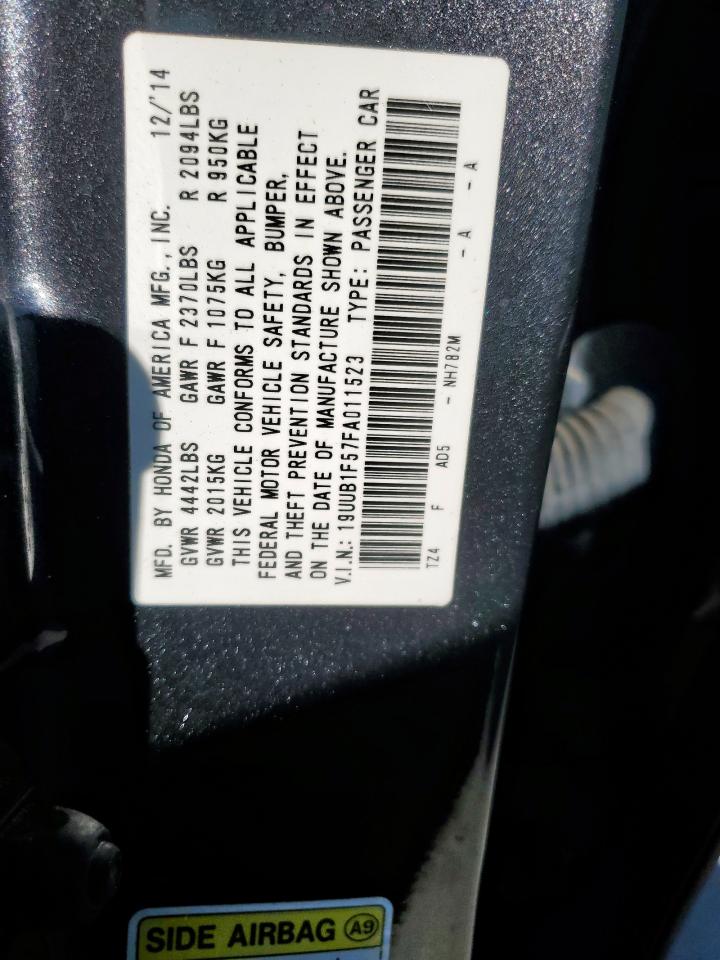 MFD. BY HONDA OF AMERICA MFG., INC. 12/'14
GVWR 4442LBS GAWR F 2370LBS R 2094LBS
GVWR 2015KG GAWR F 1075KG R 950KG
THIS VEHICLE CONFORMS TO ALL APPLICABLE
FEDERAL MOTOR VEHICLE SAFETY, BUMPER,
AND THEFT PREVENTION STANDARDS IN EFFECT
ON THE DATE OF MANUFACTURE SHOWN ABOVE.
V.I.N.: 19UUB1F57FA011523 TYPE: PASSENGER CAR
TZ4 F AD5 - NH782M - A - A
SIDE AIRBAG A9